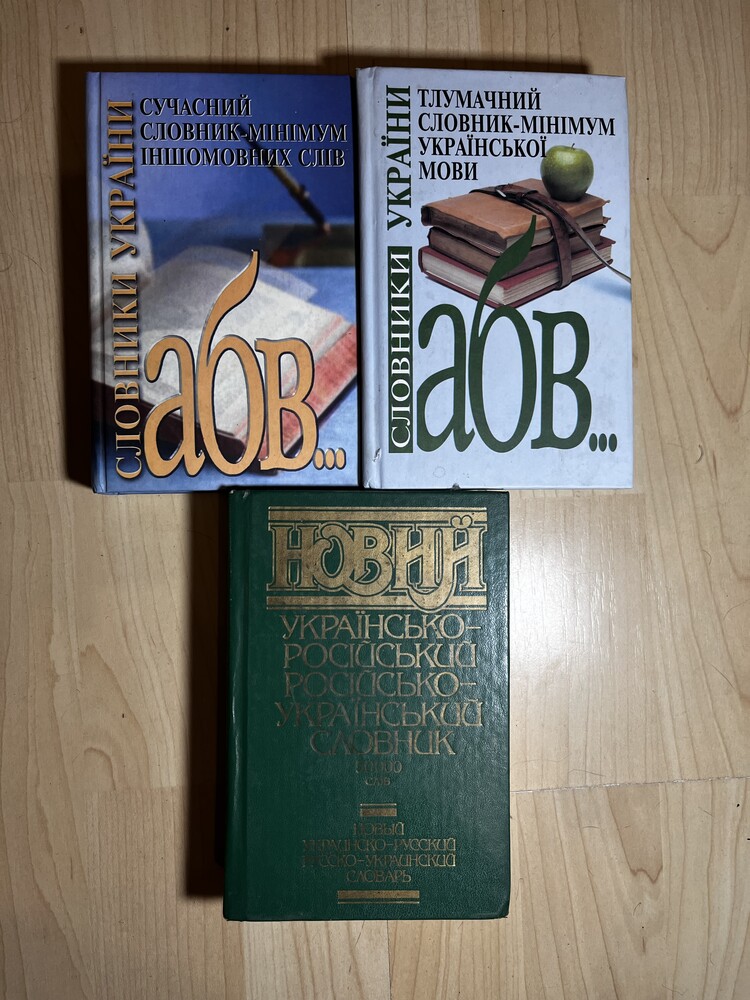 СЛОВНИКИ УКРАЇНИ
СУЧАСНИЙ
СЛОВНИК-МІНІМУМ
ІНШОМОВНИХ СЛІВ
абв...
СЛОВНИКИ УКРАЇНИ
ТЛУМАЧНИЙ
СЛОВНИК-МІНІМУМ
УКРАЇНСЬКОЇ
МОВИ
абв...
НОВИЙ
УКРАЇНСЬКО-
РОСІЙСЬКИЙ
РОСІЙСЬКО-
УКРАЇНСЬКИЙ
СЛОВНИК
СЛІВ
НОВЫЙ
УКРАИНСКО-РУССКИЙ
РУССКО-УКРАИНСКИЙ
СЛОВАРЬ